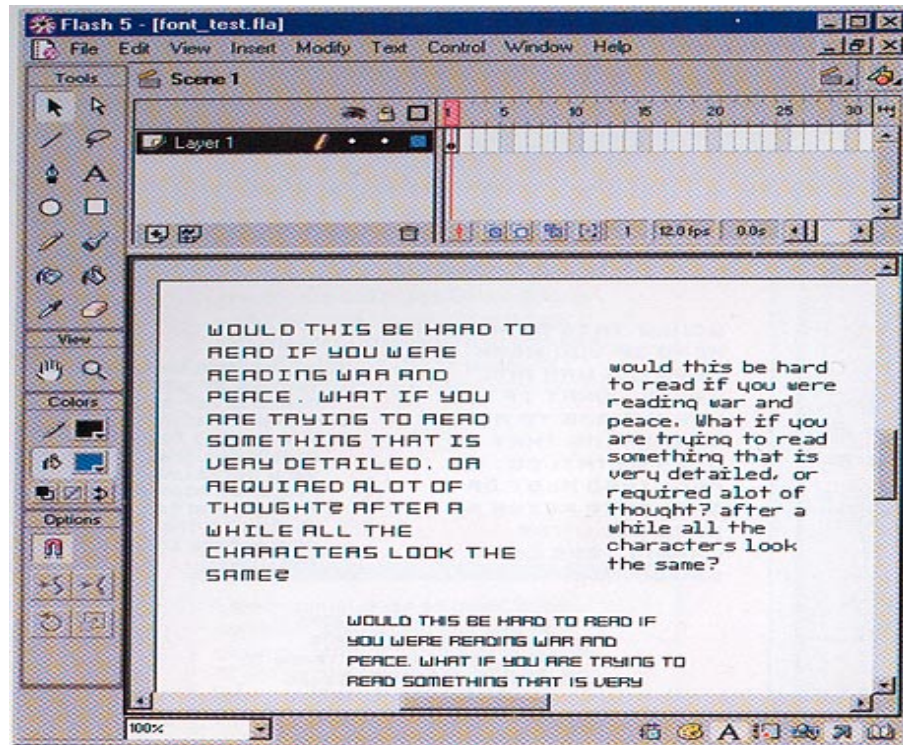 Flash 5 - [font_test.fla]
File Edit View Insert Modify Text Control Window Help
Tools
Scene 1
1 5 10 15 20 25 30
Layer 1
1 12.0 fps 0.0s
View
Colors
Options
WOULD THIS BE HARD TO
READ IF YOU WERE
READING WAR AND
PEACE. WHAT IF YOU
ARE TRYING TO READ
SOMETHING THAT IS
VERY DETAILED, OR
REQUIRED ALOT OF
THOUGHT? AFTER A
WHILE ALL THE
CHARACTERS LOOK THE
SAME?
would this be hard
to read if you were
reading war and
peace. What if you
are trying to read
something that is
very detailed, or
required alot of
thought? after a
while all the
characters look
the same?
WOULD THIS BE HARD TO READ IF
YOU WERE READING WAR AND
PEACE. WHAT IF YOU ARE TRYING TO
READ SOMETHING THAT IS VERY
100%